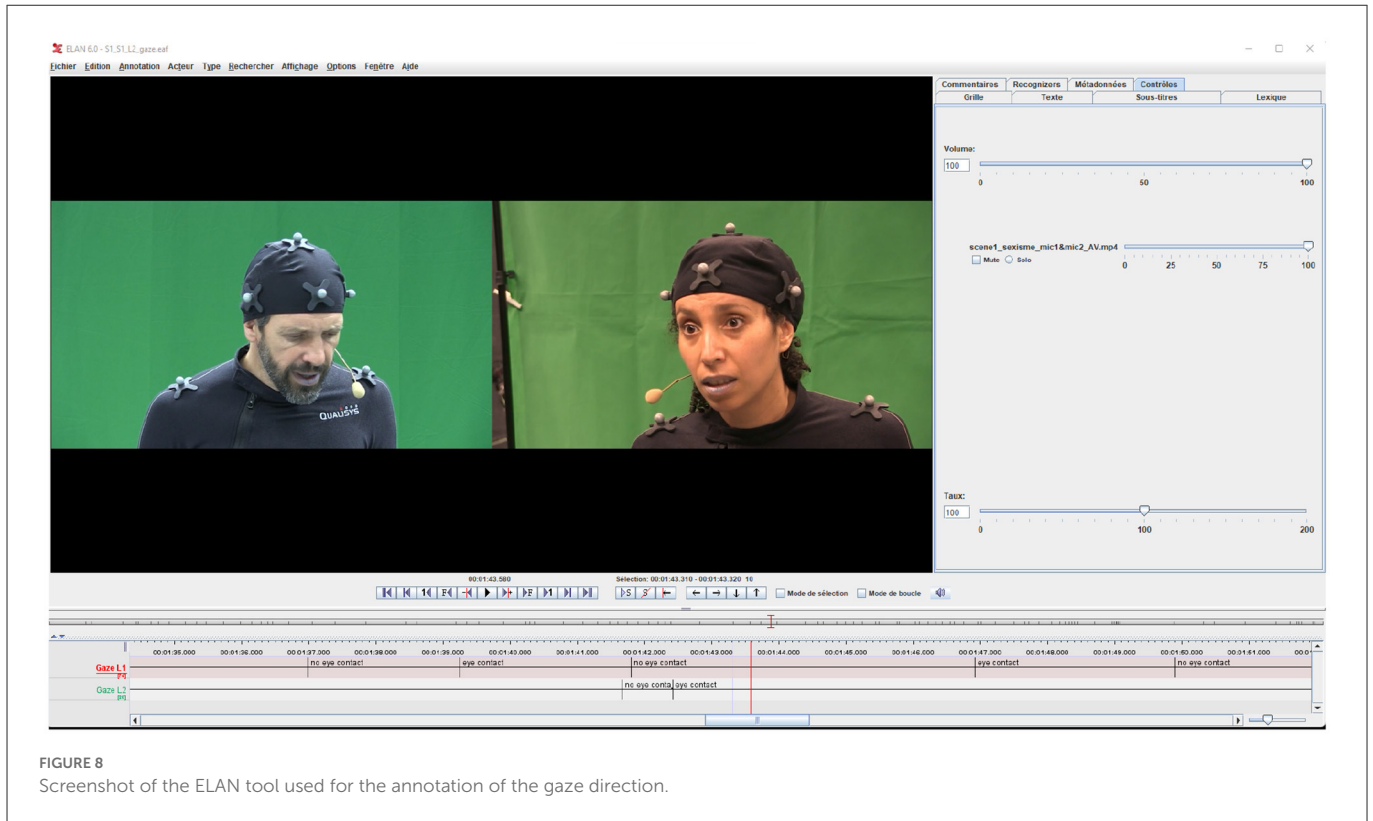 ELAN 6.0 - S1_S1_L2_gaze.eaf
Fichier Edition Annotation Acteur Type Rechercher Affichage Options Fenêtre Aide
Commentaires Recognizers Métadonnées Contrôles
Grille Texte Sous-titres Lexique
Volume:
100
0 50 100
scene1_sexisme_mic1&mic2_AV.mp4
Mute Solo
0 25 50 75 100
QUALISYS
Taux:
100
0 100 200
00:01:43.580 Sélection: 00:01:43.310 - 00:01:43.320 10
Mode de sélection Mode de boucle
00:01:35.000 00:01:36.000 00:01:37.000 00:01:38.000 00:01:39.000 00:01:40.000 00:01:41.000 00:01:42.000 00:01:43.000 00:01:44.000 00:01:45.000 00:01:46.000 00:01:47.000 00:01:48.000 00:01:49.000 00:01:50.000 00:01:51.000 00:0
Gaze L1 no eye contact eye contact no eye contact eye contact no eye contact
Gaze L2 no eye conta eye contact
FIGURE 8
Screenshot of the ELAN tool used for the annotation of the gaze direction.